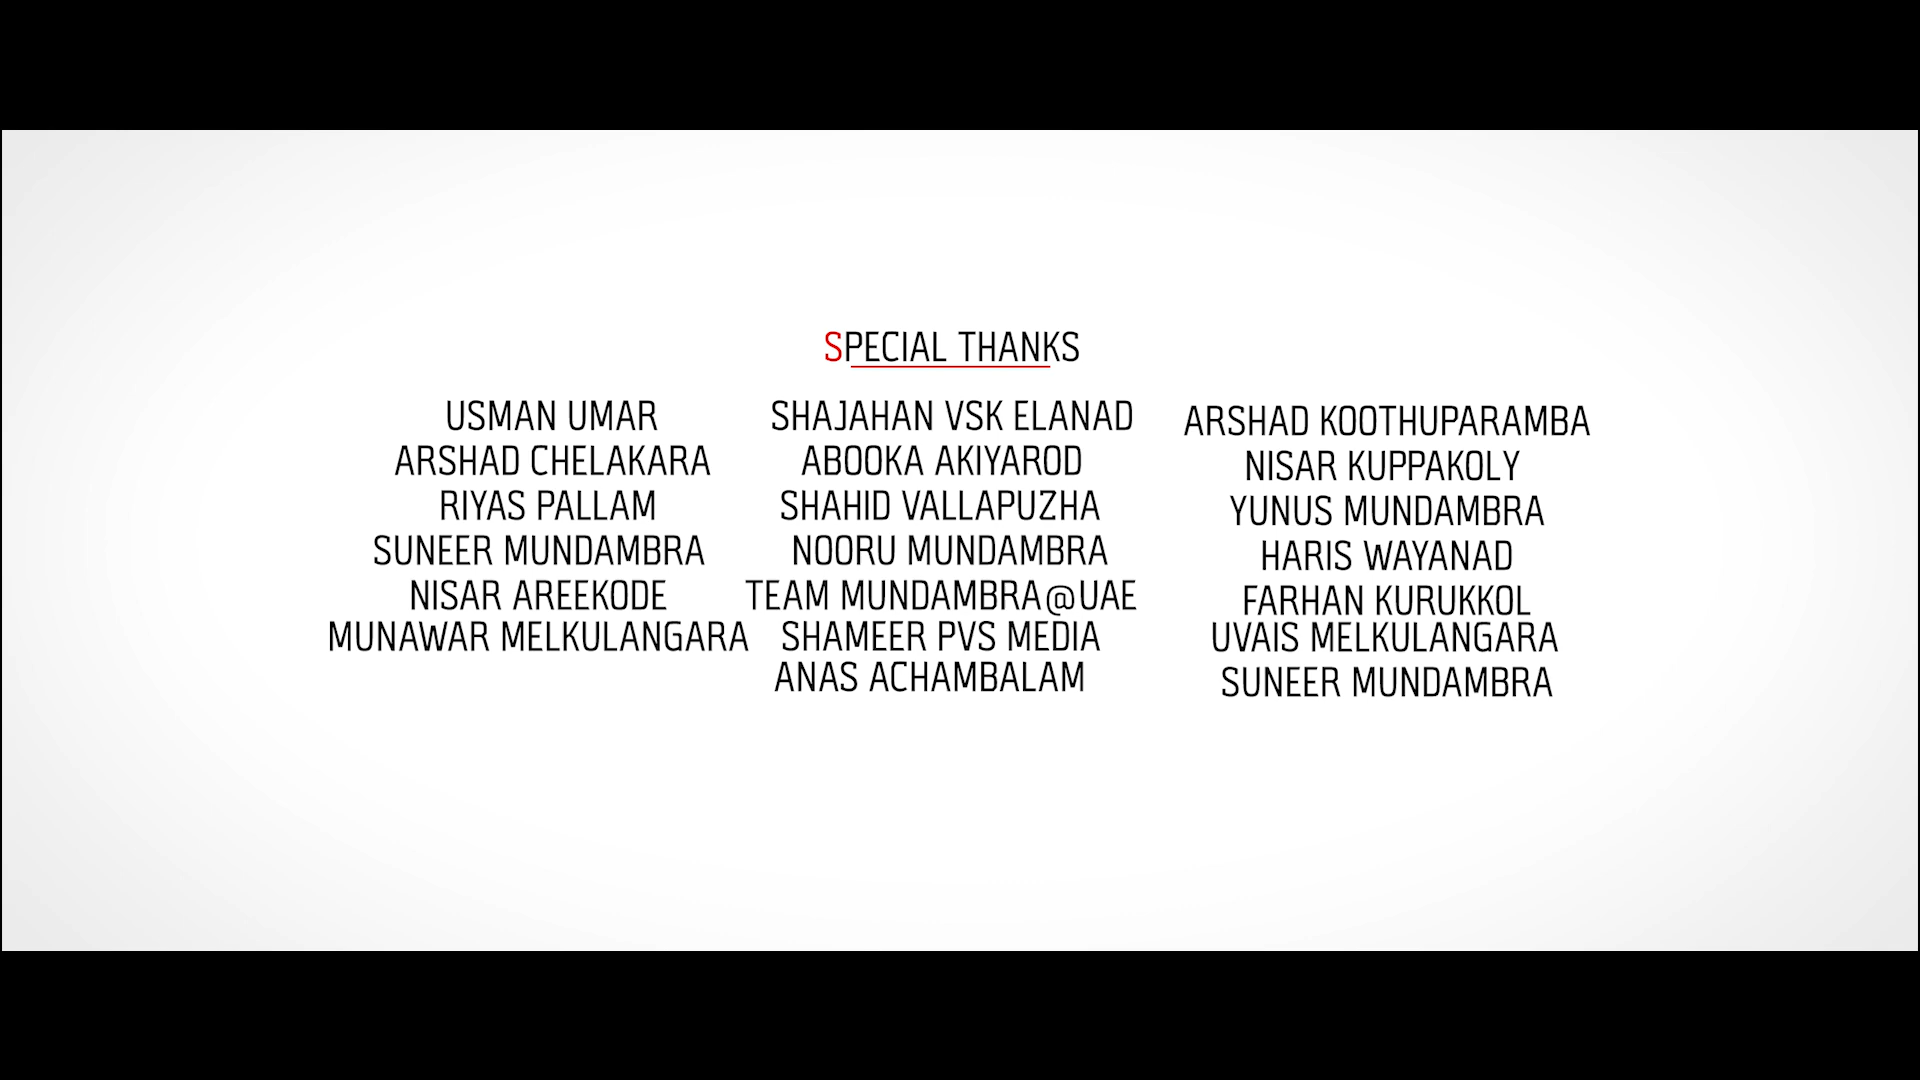 SPECIAL THANKS
USMAN UMAR
ARSHAD CHELAKARA
RIYAS PALLAM
SUNEER MUNDAMBRA
NISAR AREEKODE
MUNAWAR MELKULANGARA
SHAJAHAN VSK ELANAD
ABOOKA AKIYAROD
SHAHID VALLAPUZHA
NOORU MUNDAMBRA
TEAM MUNDAMBRA@UAE
SHAMEER PVS MEDIA
ANAS ACHAMBALAM
ARSHAD KOOTHUPARAMBA
NISAR KUPPAKOLY
YUNUS MUNDAMBRA
HARIS WAYANAD
FARHAN KURUKKOL
UVAIS MELKULANGARA
SUNEER MUNDAMBRA